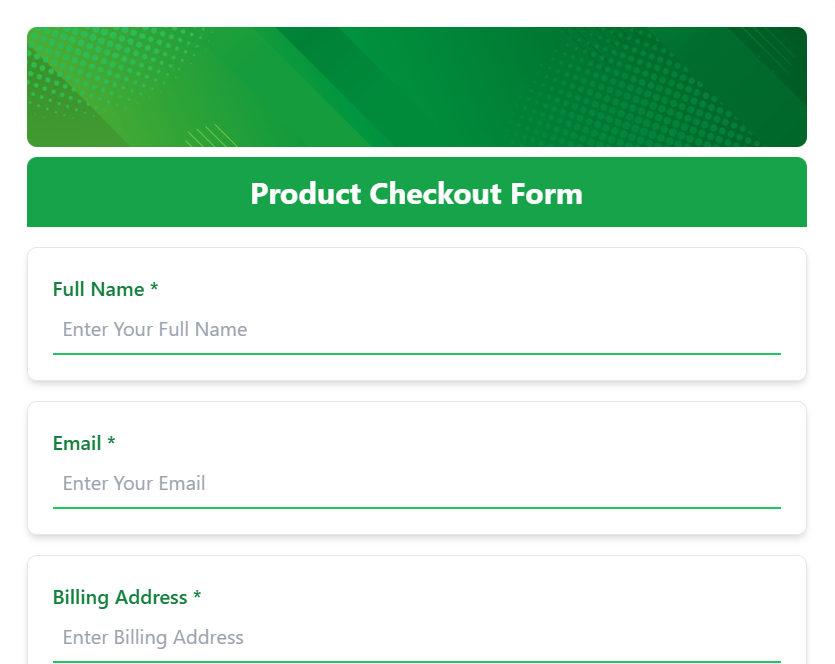 Product Checkout Form
Full Name *
Enter Your Full Name
Email *
Enter Your Email
Billing Address *
Enter Billing Address